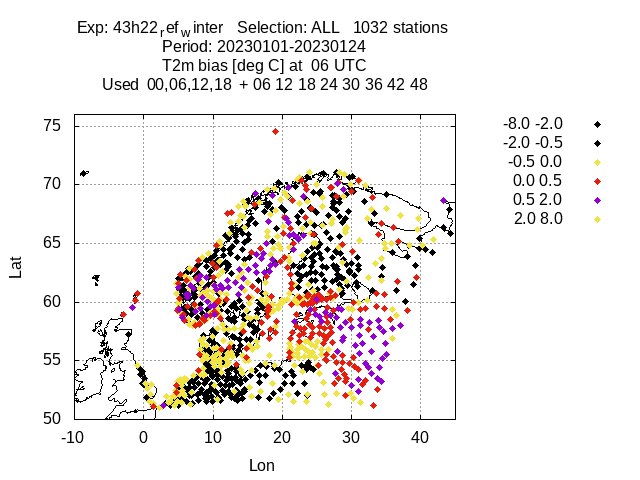 Exp: 43h22refwinter   Selection: ALL   1032 stations
Period: 20230101-20230124
T2m bias [deg C] at  06 UTC
Used  00,06,12,18  + 06 12 18 24 30 36 42 48
-8.0 -2.0
-2.0 -0.5
-0.5 0.0
0.0 0.5
0.5 2.0
2.0 8.0
75
70
65
60
55
50
Lat
-10 0 10 20 30 40
Lon